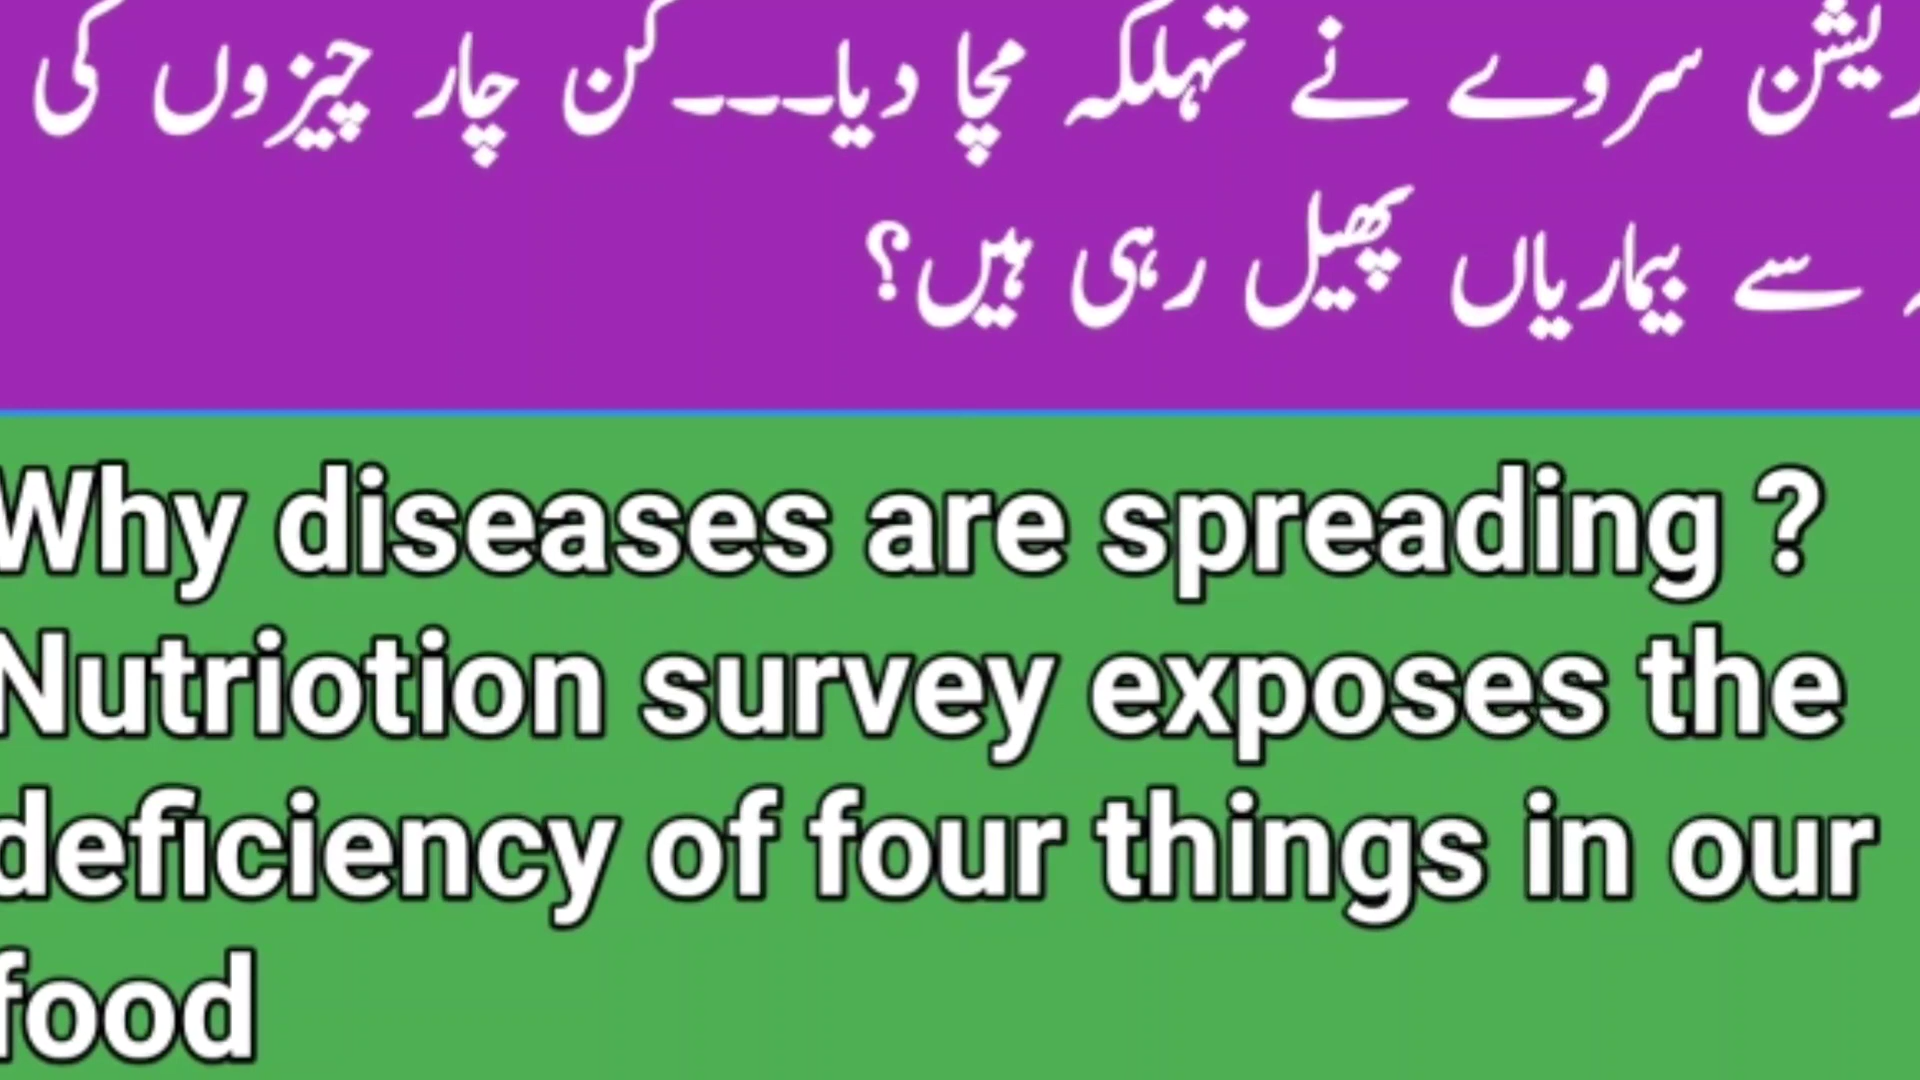 سروے نے تہلکہ مچا دیا۔۔۔کن چار چیزوں کی
سے بیماریاں پھیل رہی ہیں؟
Why diseases are spreading ?
Nutriotion survey exposes the
deficiency of four things in our
food